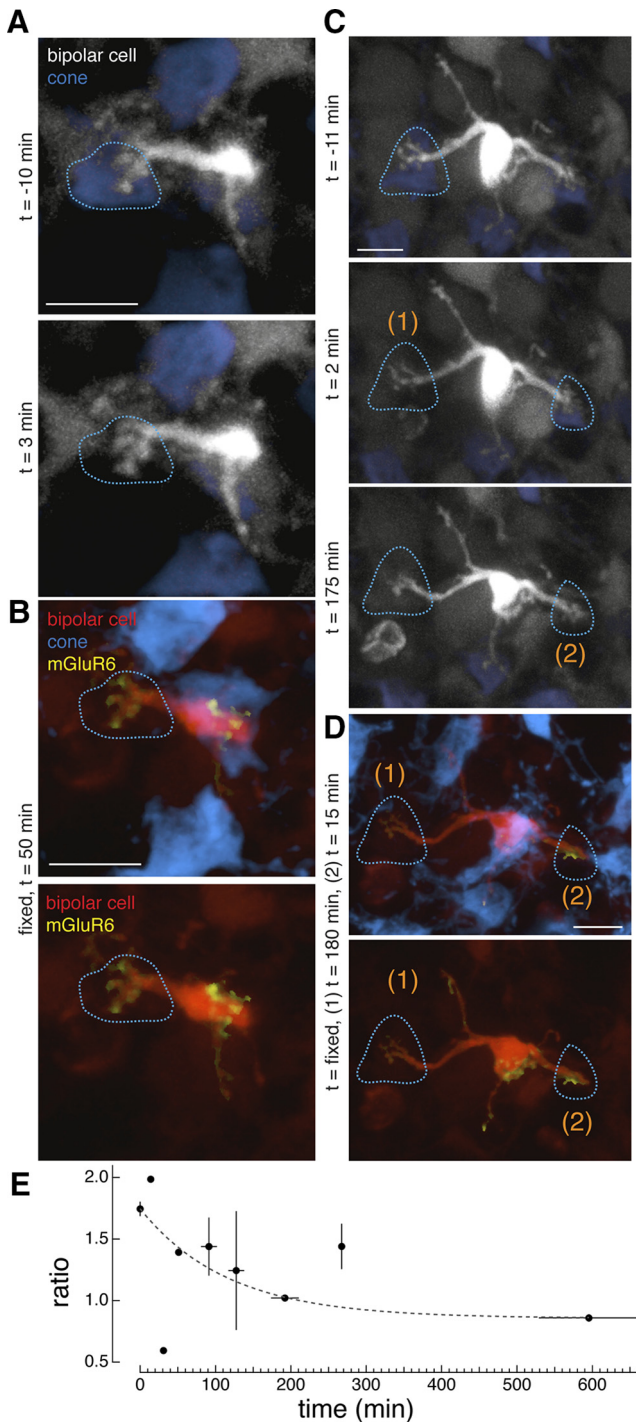 A
bipolar cell
cone
t = -10 min
t = 3 min
B
bipolar cell
cone
mGluR6
bipolar cell
mGluR6
fixed, t = 50 min
C
t = -11 min
(1)
t = 2 min
t = 175 min
(2)
D
(1)
(2)
(1)
(2)
t = fixed, (1) t = 180 min, (2) t = 15 min
E
2.0
1.5
1.0
0.5
ratio
0 100 200 300 400 500 600
time (min)